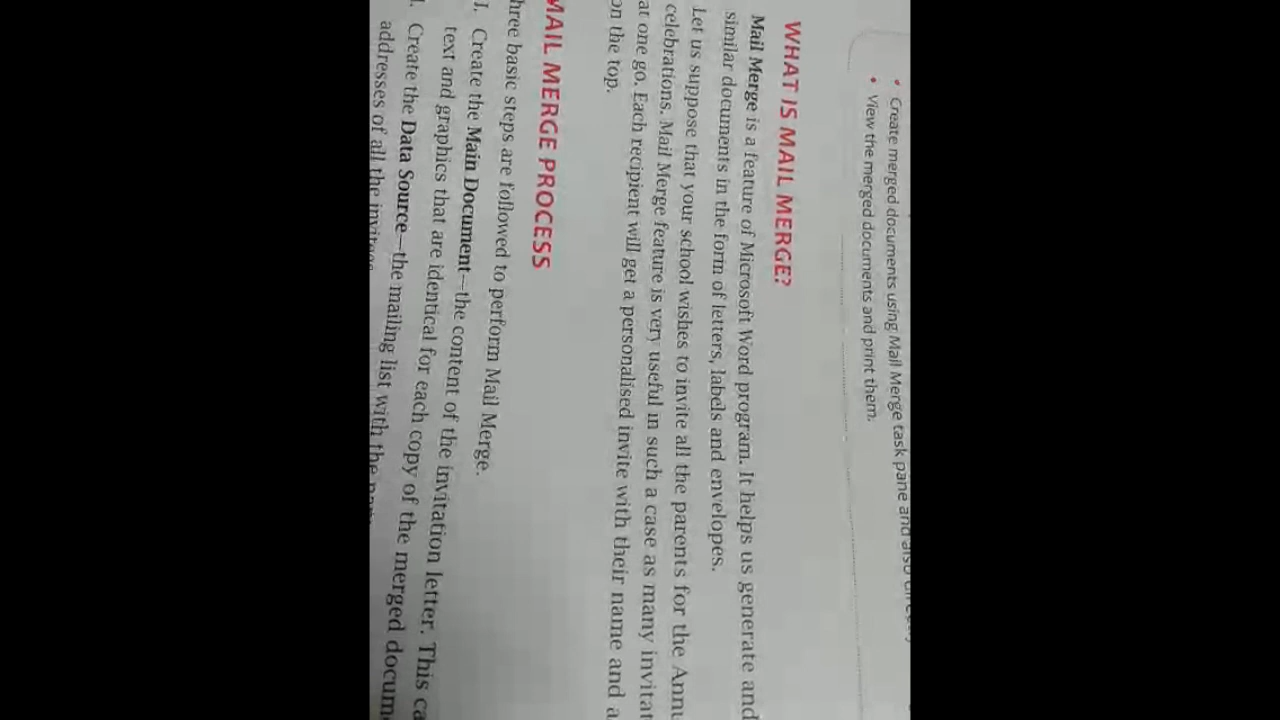 • Create merged documents using Mail Merge task pane and also
• View the merged documents and print them.
WHAT IS MAIL MERGE?
Mail Merge is a feature of Microsoft Word program. It helps us generate and
similar documents in the form of letters, labels and envelopes.
Let us suppose that your school wishes to invite all the parents for the Annu
celebrations. Mail Merge feature is very useful in such a case as many invitat
at one go. Each recipient will get a personalised invite with their name and a
on the top.
MAIL MERGE PROCESS
hree basic steps are followed to perform Mail Merge.
Create the Main Document—the content of the invitation letter. This ca
text and graphics that are identical for each copy of the merged docum
Create the Data Source—the mailing list with the
addresses of all the invitees